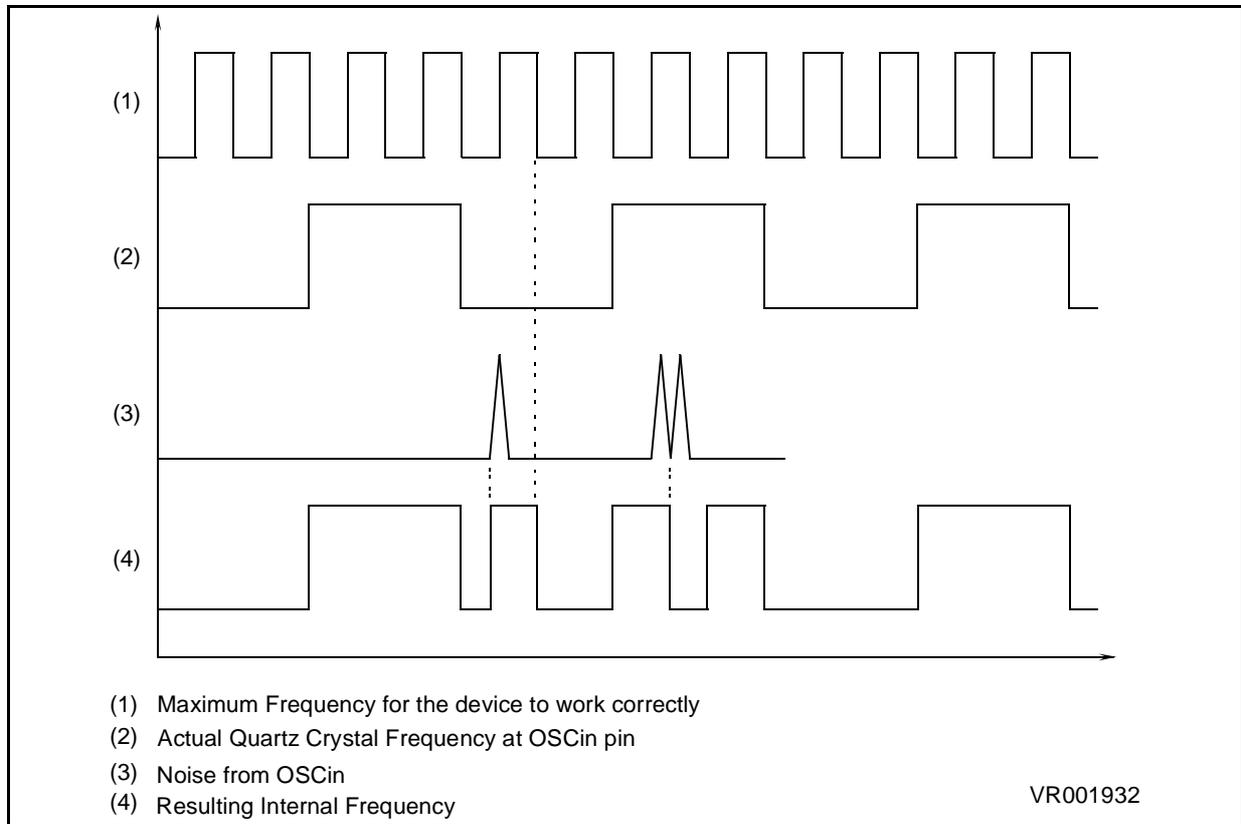 (1)
(2)
(3)
(4)
(1) Maximum Frequency for the device to work correctly
(2) Actual Quartz Crystal Frequency at OSCin pin
(3) Noise from OSCin
(4) Resulting Internal Frequency
VR001932